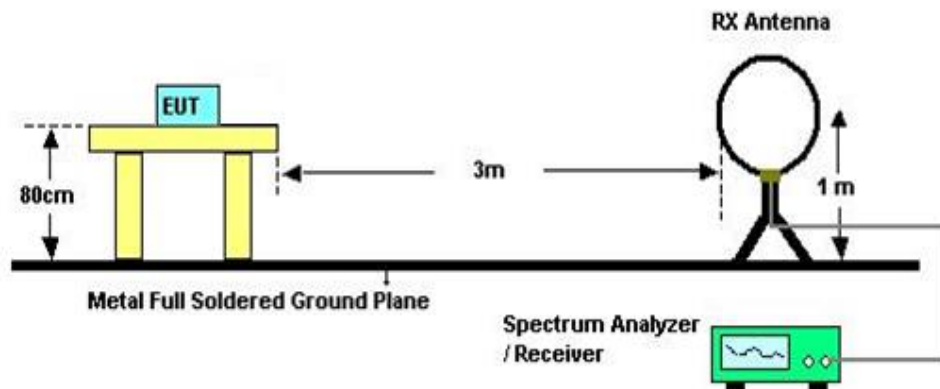 RX Antenna
EUT
3m
80cm
1 m
Metal Full Soldered Ground Plane
Spectrum Analyzer
/ Receiver